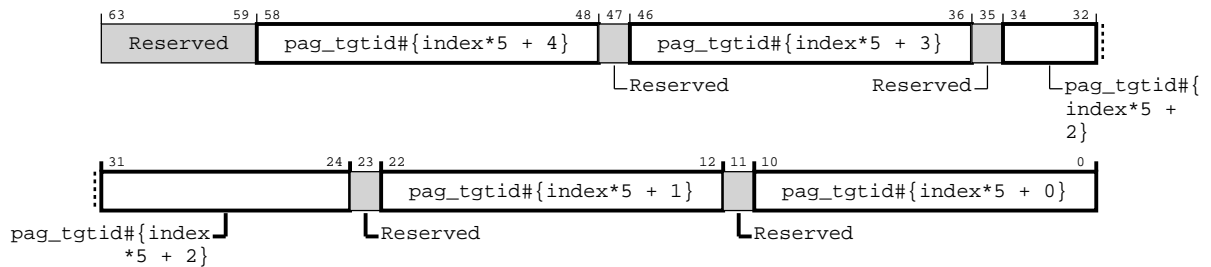 63 59 58 48 47 46 36 35 34 32
Reserved pag_tgtid#{index*5 + 4} pag_tgtid#{index*5 + 3}
Reserved Reserved pag_tgtid#{
index*5 +
2}
31 24 23 22 12 11 10 0
pag_tgtid#{index*5 + 1} pag_tgtid#{index*5 + 0}
pag_tgtid#{index Reserved Reserved
*5 + 2}